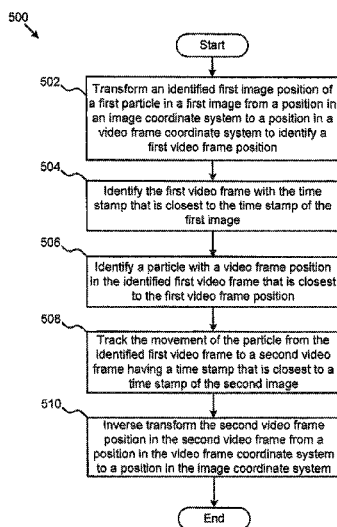 500
Start
502
Transform an identified first image position of
a first particle in a first image from a position in
an image coordinate system to a position in a
video frame coordinate system to identify a
first video frame position
504
Identify the first video frame with the time
stamp that is closest to the time stamp of the
first image
506
Identify a particle with a video frame position
in the identified first video frame that is closest
to the first video frame position
508
Track the movement of the particle from the
identified first video frame to a second video
frame having a time stamp that is closest to a
time stamp of the second image
510
Inverse transform the second video frame
position in the second video frame from a
position in the video frame coordinate system
to a position in the image coordinate system
End